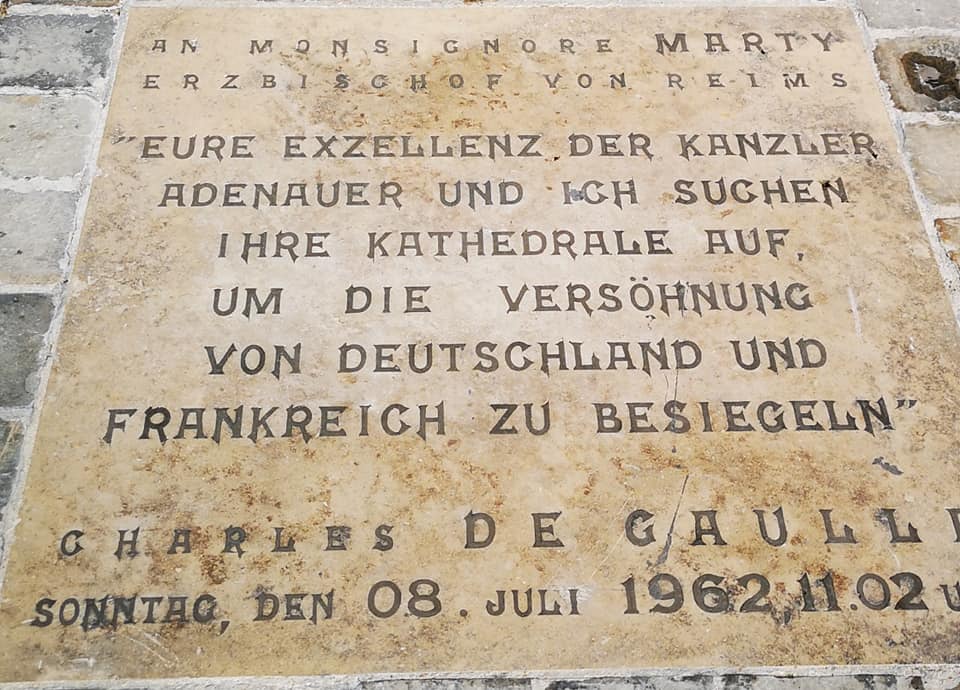 AN MONSIGNORE MARTY
ERZBISCHOF VON REIMS
"EURE EXZELLENZ DER KANZLER
ADENAUER UND ICH SUCHEN
IHRE KATHEDRALE AUF,
UM DIE VERSÖHNUNG
VON DEUTSCHLAND UND
FRANKREICH ZU BESIEGELN"
CHARLES DE GAULLE
SONNTAG, DEN 08. JULI 1962, 11.02 U